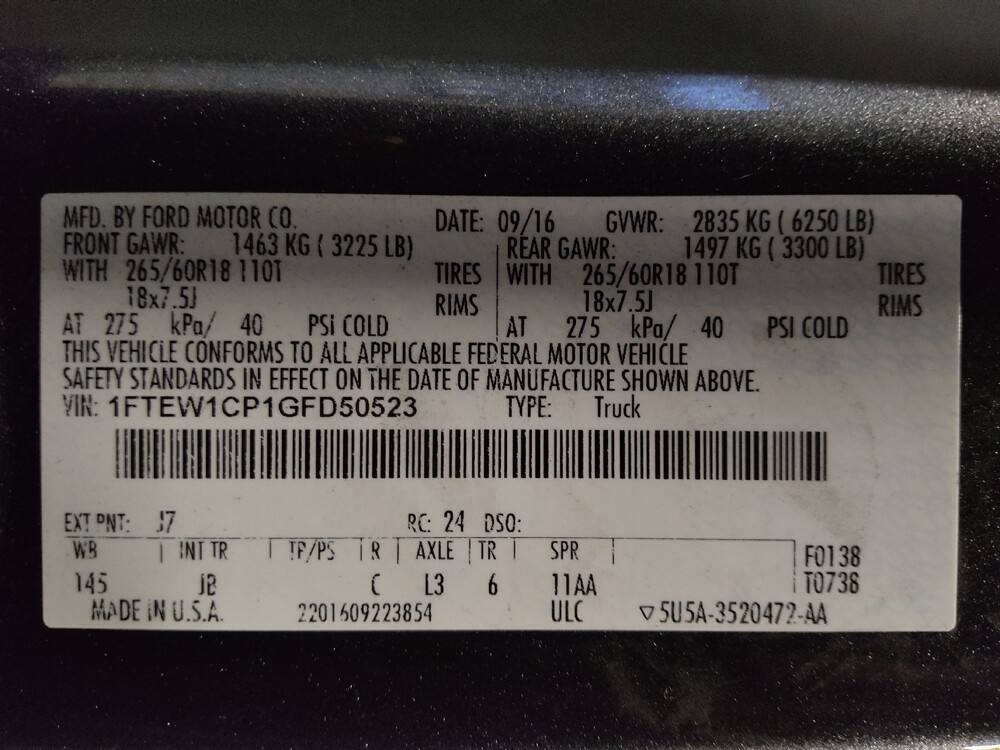 MFD. BY FORD MOTOR CO. DATE: 09/16 GVWR: 2835 KG ( 6250 LB)
FRONT GAWR: 1463 KG ( 3225 LB) REAR GAWR: 1497 KG ( 3300 LB)
WITH 265/60R18 110T TIRES WITH 265/60R18 110T TIRES
18x7.5J RIMS 18x7.5J RIMS
AT 275 kPa/ 40 PSi COLD AT 275 kPa/ 40 PSi COLD
THIS VEHICLE CONFORMS TO ALL APPLICABLE FEDERAL MOTOR VEHICLE
SAFETY STANDARDS IN EFFECT ON THE DATE OF MANUFACTURE SHOWN ABOVE.
VIN: 1FTEW1CP1GFD50523 TYPE: Truck
EXT PNT: J7 RC: 24 DSO:
WB | INT TR | TP/PS | R | AXLE | TR | SPR | F0138
145 JB C L3 6 11AA T0738
MADE IN U.S.A. 2201609223854 ULC ▽5U5A-3520472-AA